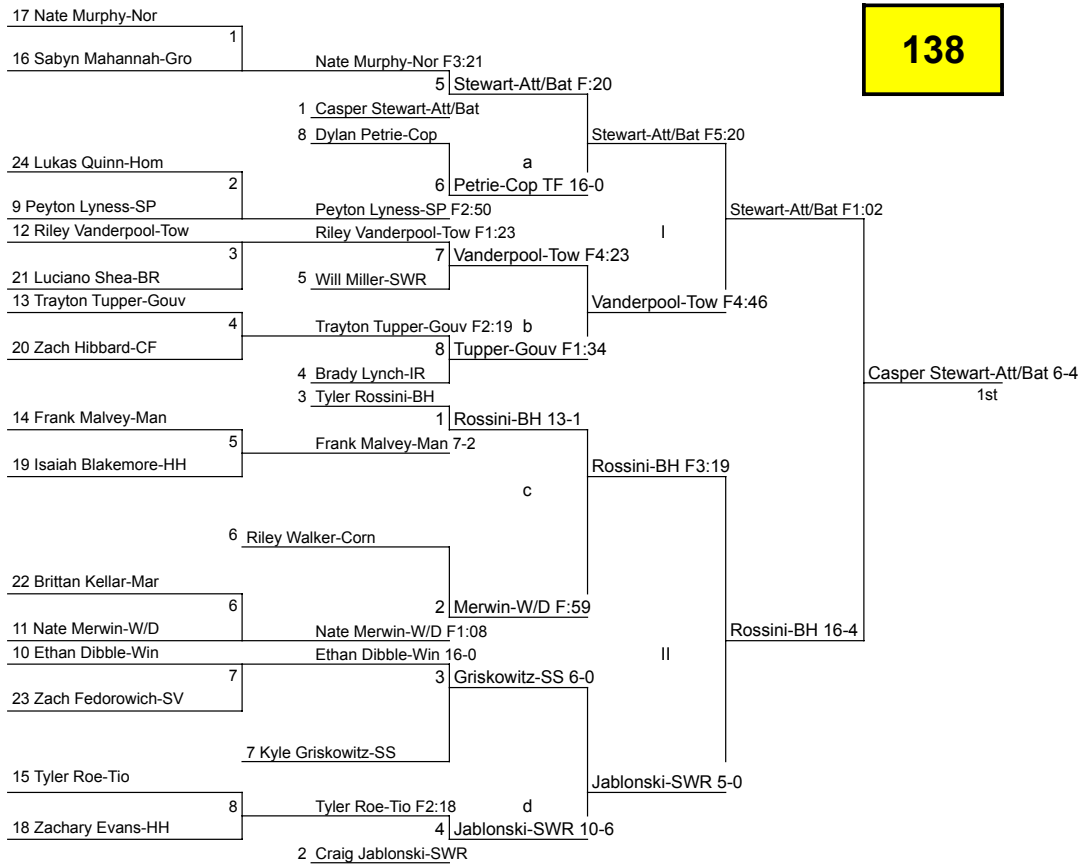 17 Nate Murphy-Nor
1
138
16 Sabyn Mahannah-Gro
Nate Murphy-Nor F3:21
5 Stewart-Att/Bat F:20
1 Casper Stewart-Att/Bat
8 Dylan Petrie-Cop
Stewart-Att/Bat F5:20
24 Lukas Quinn-Hom
a
2
6 Petrie-Cop TF 16-0
9 Peyton Lyness-SP
Peyton Lyness-SP F2:50
Stewart-Att/Bat F1:02
12 Riley Vanderpool-Tow
Riley Vanderpool-Tow F1:23
I
3
7 Vanderpool-Tow F4:23
21 Luciano Shea-BR
5 Will Miller-SWR
13 Trayton Tupper-Gouv
Vanderpool-Tow F4:46
4
Trayton Tupper-Gouv F2:19 b
20 Zach Hibbard-CF
8 Tupper-Gouv F1:34
4 Brady Lynch-IR
Casper Stewart-Att/Bat 6-4
1st
3 Tyler Rossini-BH
14 Frank Malvey-Man
1 Rossini-BH 13-1
5
Frank Malvey-Man 7-2
19 Isaiah Blakemore-HH
Rossini-BH F3:19
c
6 Riley Walker-Corn
22 Brittan Kellar-Mar
6
2 Merwin-W/D F:59
11 Nate Merwin-W/D
Nate Merwin-W/D F1:08
Rossini-BH 16-4
10 Ethan Dibble-Win
Ethan Dibble-Win 16-0
II
7
3 Griskowitz-SS 6-0
23 Zach Fedorowich-SV
7 Kyle Griskowitz-SS
15 Tyler Roe-Tio
Jablonski-SWR 5-0
8
Tyler Roe-Tio F2:18
d
18 Zachary Evans-HH
4 Jablonski-SWR 10-6
2 Craig Jablonski-SWR